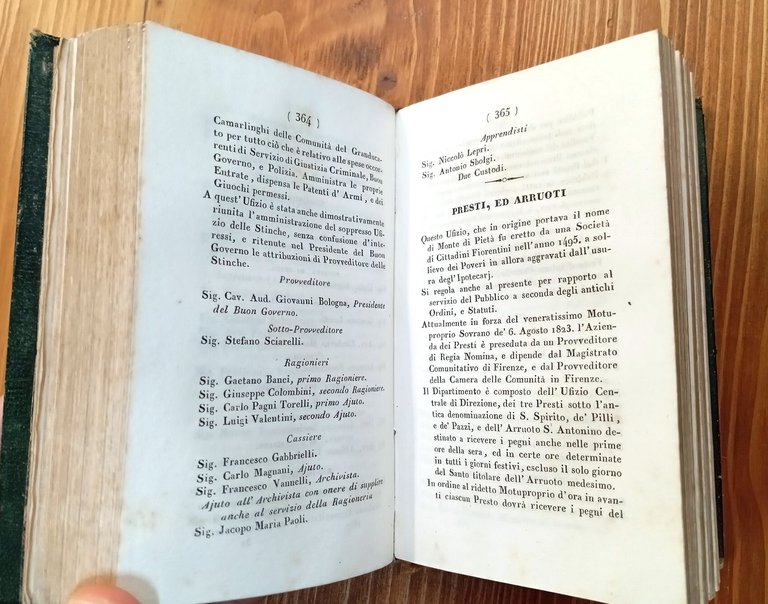 ( 364 )
Camarlinghi delle Comunità del Granduca-
to per tutto ciò che è relativo alle spese occor-
renti di Servizio di Giustizia Criminale, Buon
Governo, e Polizia. Amministra le proprie
Entrate, dispensa le Patenti d' Armi, e dei
Giuochi permessi.
A quest' Ufizio è stata anche dimostrativamente
riunita l'amministrazione del soppresso Ufi-
zio delle Stinche, senza confusione d'inte-
ressi, e ritenute nel Presidente del Buon
Governo le attribuzioni di Provveditore delle
Stinche.
Provveditore
Sig. Cav. Aud. Giovanni Bologna, Presidente
del Buon Governo.
Sotto-Provveditore
Sig. Stefano Sciarelli.
Ragionieri
Sig. Gaetano Banci, primo Ragioniere.
Sig. Giuseppe Colombini, secondo Ragioniere.
Sig. Carlo Pagni Torelli, primo Ajuto.
Sig. Luigi Valentini, secondo Ajuto.
Cassiere
Sig. Francesco Gabbrielli.
Sig. Carlo Magnani, Ajuto.
Sig. Francesco Vannelli, Archivista.
Ajuto all' Archivista con onere di supplire
anche al servizio della Ragioneria
Sig. Jacopo Maria Paoli.
( 365 )
Apprendisti
Sig. Niccolò Lepri.
Sig. Antonio Sbolgi.
Due Custodi.
PRESTI, ED ARRUOTI
Questo Ufizio, che in origine portava il nome
di Monte di Pietà fu eretto da una Società
di Cittadini Fiorentini nell'anno 1495, a sol-
lievo dei Poveri in allora aggravati dall'usu-
ra degl'Ipotecarj.
Si regola anche al presente per rapporto al
servizio del Pubblico a seconda degli antichi
Ordini, e Statuti.
Attualmente in forza del veneratissimo Motu-
proprio Sovrano de' 6. Agosto 1823. l'Azien-
da dei Presti è preseduta da un Provveditore
di Regia Nomina, e dipende dal Magistrato
Comunitativo di Firenze, e dal Provveditore
della Camera delle Comunità in Firenze.
Il Dipartimento è composto dell' Ufizio Cen-
trale di Direzione, dei tre Presti sotto l'an-
tica denominazione di S. Spirito, de' Pilli,
e de' Pazzi, e dell' Arruoto S. Antonino de-
stinato a ricevere i pegni anche nelle prime
ore della sera, ed in certe ore determinate
in tutti i giorni festivi, escluso il solo giorno
del Santo titolare dell'Arruoto medesimo.
In ordine al ridetto Motuproprio d'ora in avan-
ti ciascun Presto dovrà ricevere i pegni del